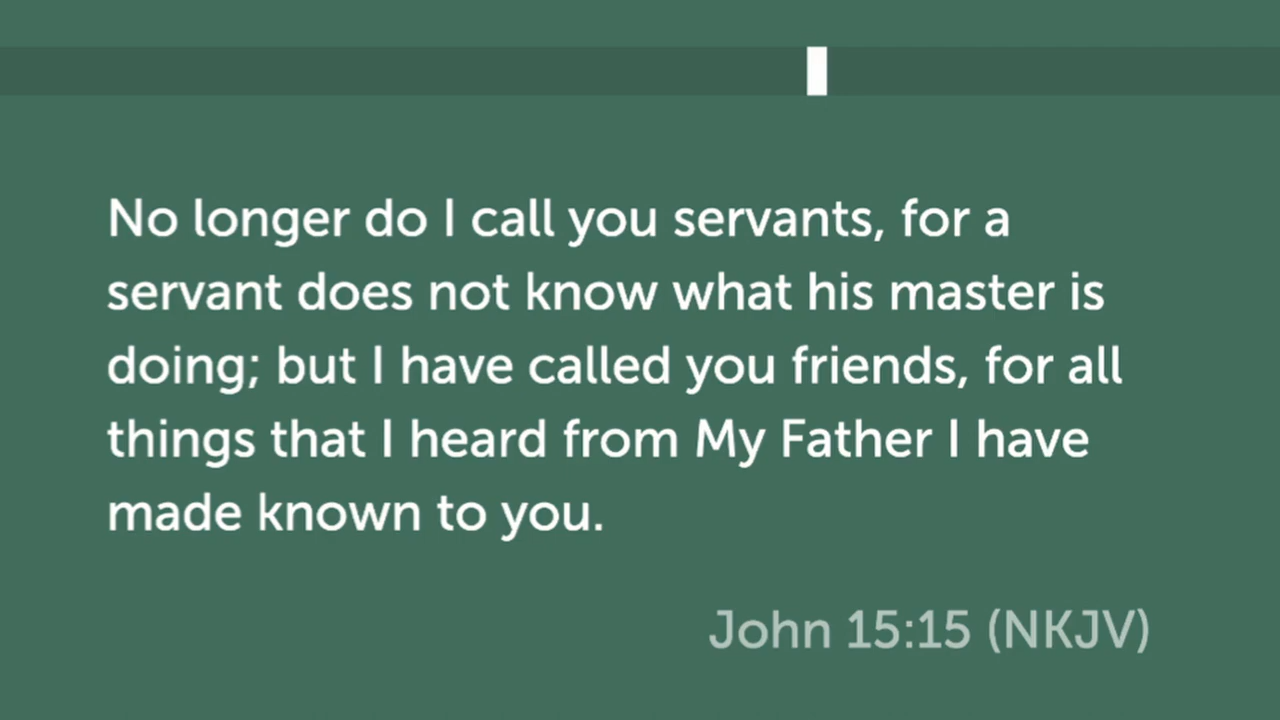 No longer do I call you servants, for a
servant does not know what his master is
doing; but I have called you friends, for all
things that I heard from My Father I have
made known to you.
John 15:15 (NKJV)